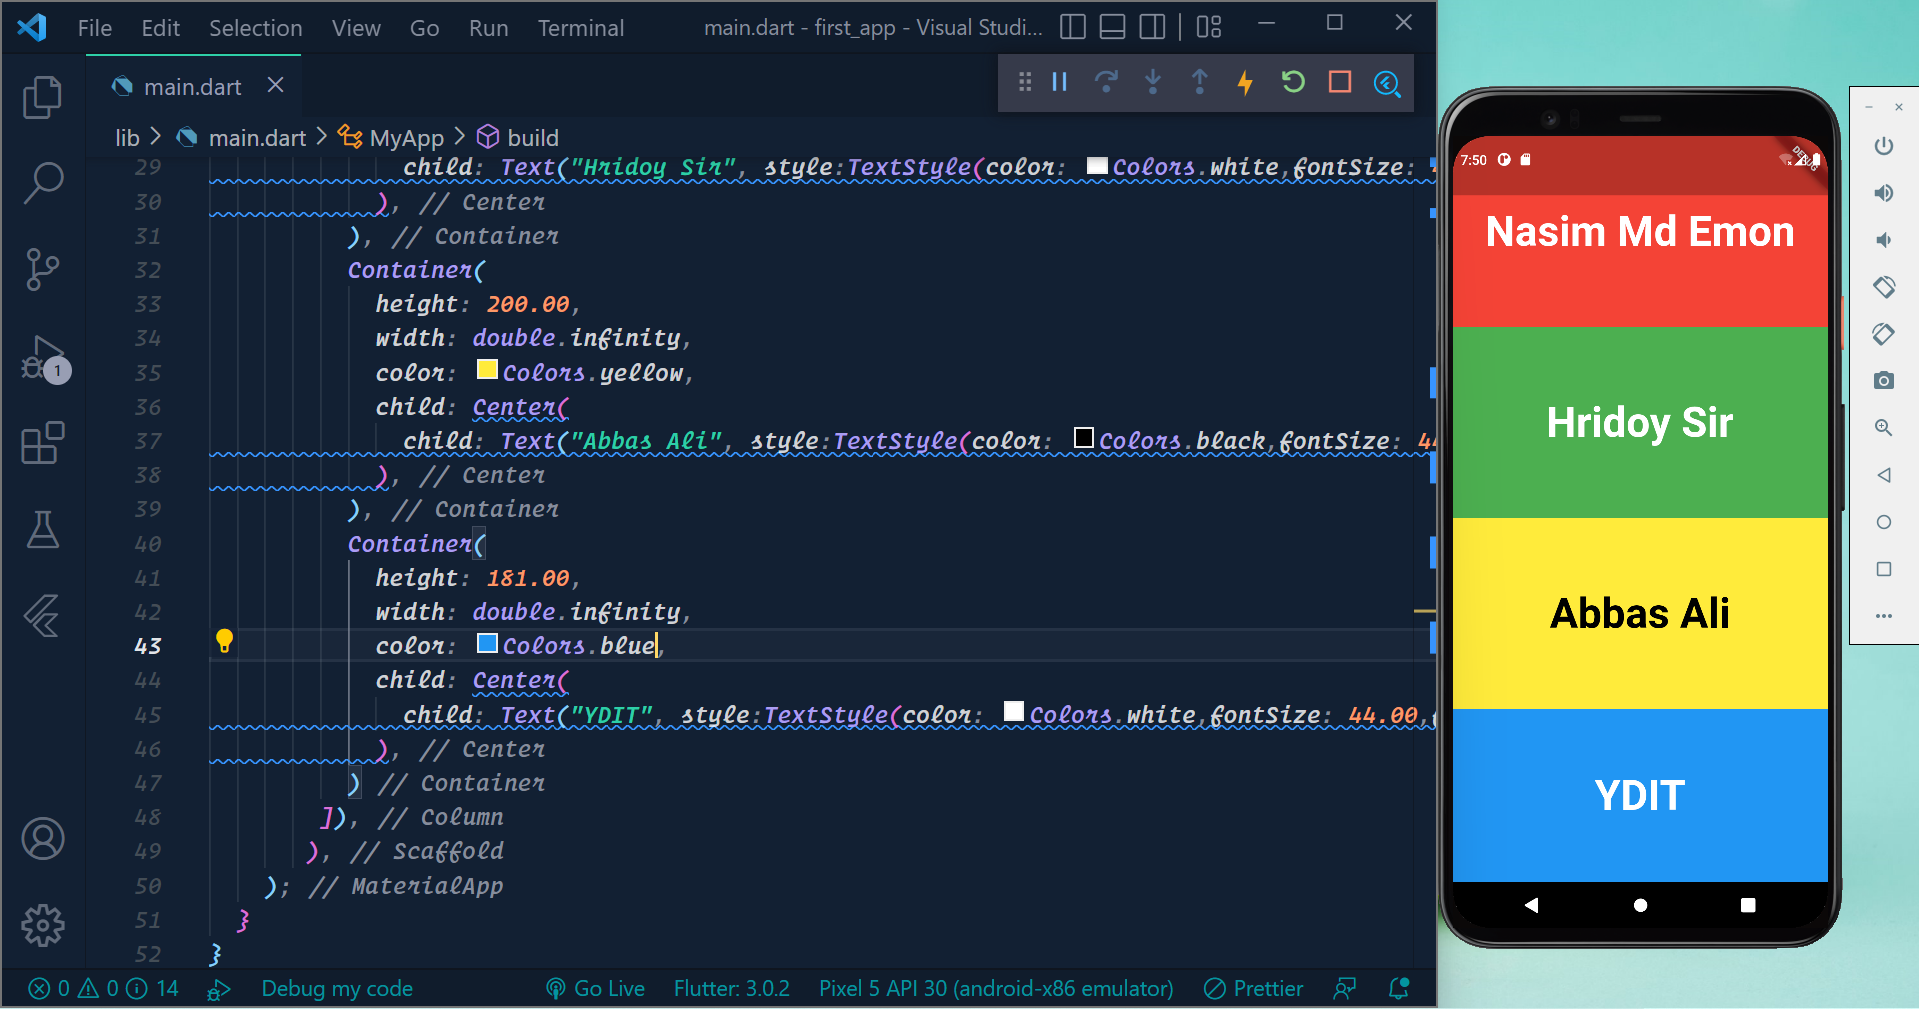 File Edit Selection View Go Run Terminal main.dart - first_app - Visual Studi...
main.dart
lib > main.dart > MyApp > build
29 child: Text("Hridoy Sir", style:TextStyle(color: Colors.white,fontSize:
30 ), // Center
31 ), // Container
32 Container(
33 height: 200.00,
34 width: double.infinity,
35 color: Colors.yellow,
36 child: Center(
37 child: Text("Abbas Ali", style:TextStyle(color: Colors.black,fontSize: 44
38 ), // Center
39 ), // Container
40 Container(
41 height: 181.00,
42 width: double.infinity,
43 color: Colors.blue,
44 child: Center(
45 child: Text("YDIT", style:TextStyle(color: Colors.white,fontSize: 44.00,
46 ), // Center
47 ) // Container
48 ]), // Column
49 ), // Scaffold
50 ); // MaterialApp
51 }
52 }
1
0 0 14 Debug my code Go Live Flutter: 3.0.2 Pixel 5 API 30 (android-x86 emulator) Prettier
7:50
DEBUG
Nasim Md Emon
Hridoy Sir
Abbas Ali
YDIT